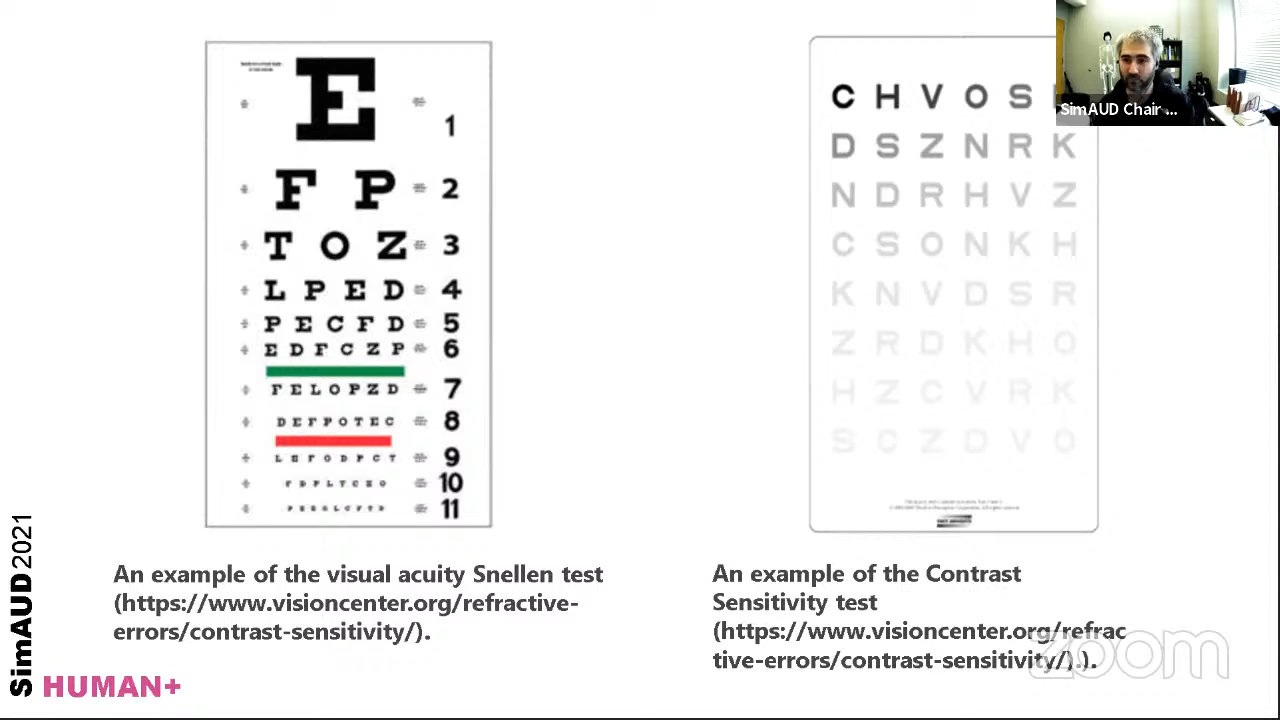 E
1
F P
2
T O Z
3
L P E D
4
P E C F D
5
E D F C Z P
6
F E L O P Z D
7
D E F P O T E C
8
L E F O D P C T
9
F D P L T C E O
10
11
C H V O S
D S Z N R K
N D R H V Z
C S O N K H
K N V D S R
Z R D K H O
H Z C V R K
S C Z D V O
SimAUD Chair ...
An example of the visual acuity Snellen test
(https://www.visioncenter.org/refractive-
errors/contrast-sensitivity/).
An example of the Contrast
Sensitivity test
(https://www.visioncenter.org/refrac
tive-errors/contrast-sensitivity/).).
zoom
SimAUD2021
HUMAN+